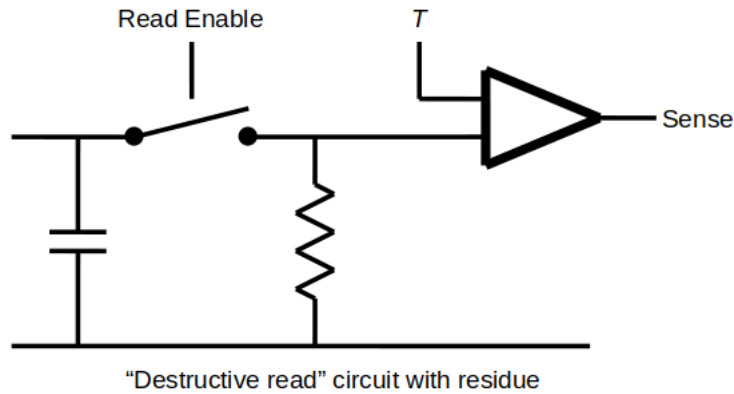 Read Enable
T
Sense
“Destructive read” circuit with residue